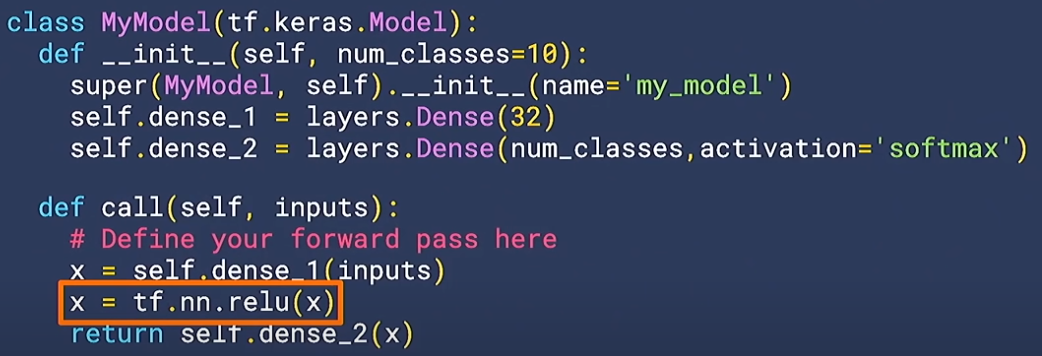 class MyModel(tf.keras.Model):
  def __init__(self, num_classes=10):
    super(MyModel, self).__init__(name='my_model')
    self.dense_1 = layers.Dense(32)
    self.dense_2 = layers.Dense(num_classes,activation='softmax')

  def call(self, inputs):
    # Define your forward pass here
    x = self.dense_1(inputs)
    x = tf.nn.relu(x)
    return self.dense_2(x)